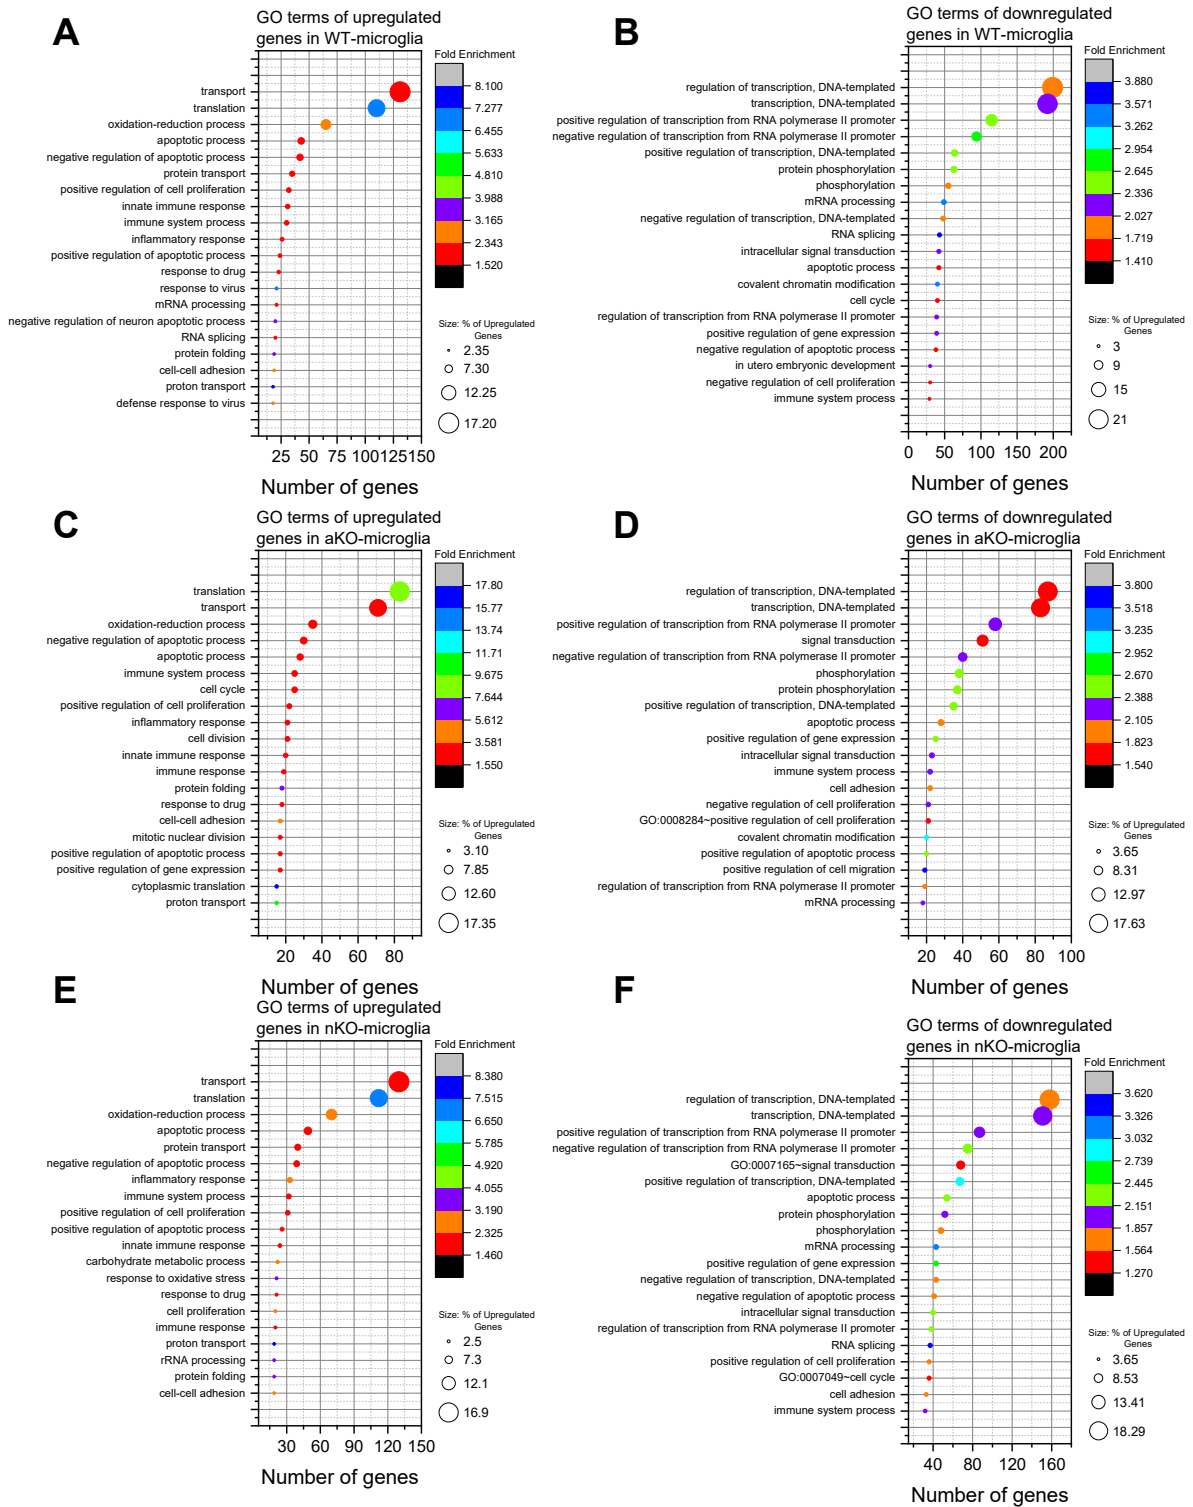 A
GO terms of upregulated
genes in WT-microglia
Fold Enrichment
transport
translation
oxidation-reduction process
apoptotic process
negative regulation of apoptotic process
protein transport
positive regulation of cell proliferation
innate immune response
immune system process
inflammatory response
positive regulation of apoptotic process
response to drug
response to virus
mRNA processing
negative regulation of neuron apoptotic process
RNA splicing
protein folding
cell-cell adhesion
proton transport
defense response to virus
8.100
7.277
6.455
5.633
4.810
3.988
3.165
2.343
1.520
Size: % of Upregulated
Genes
2.35
7.30
12.25
17.20
25 50 75 100 125 150
Number of genes
B
GO terms of downregulated
genes in WT-microglia
Fold Enrichment
regulation of transcription, DNA-templated
transcription, DNA-templated
positive regulation of transcription from RNA polymerase II promoter
negative regulation of transcription from RNA polymerase II promoter
positive regulation of transcription, DNA-templated
protein phosphorylation
phosphorylation
mRNA processing
negative regulation of transcription, DNA-templated
RNA splicing
intracellular signal transduction
apoptotic process
covalent chromatin modification
cell cycle
regulation of transcription from RNA polymerase II promoter
positive regulation of gene expression
negative regulation of apoptotic process
in utero embryonic development
negative regulation of cell proliferation
immune system process
3.880
3.571
3.262
2.954
2.645
2.336
2.027
1.719
1.410
Size: % of Upregulated
Genes
3
9
15
21
0 50 100 150 200
Number of genes
C
GO terms of upregulated
genes in aKO-microglia
Fold Enrichment
translation
transport
oxidation-reduction process
negative regulation of apoptotic process
apoptotic process
immune system process
cell cycle
positive regulation of cell proliferation
inflammatory response
cell division
innate immune response
immune response
protein folding
response to drug
cell-cell adhesion
mitotic nuclear division
positive regulation of apoptotic process
positive regulation of gene expression
cytoplasmic translation
proton transport
17.80
15.77
13.74
11.71
9.675
7.644
5.612
3.581
1.550
Size: % of Upregulated
Genes
3.10
7.85
12.60
17.35
20 40 60 80
Number of genes
D
GO terms of downregulated
genes in aKO-microglia
Fold Enrichment
regulation of transcription, DNA-templated
transcription, DNA-templated
positive regulation of transcription from RNA polymerase II promoter
signal transduction
negative regulation of transcription from RNA polymerase II promoter
phosphorylation
protein phosphorylation
positive regulation of transcription, DNA-templated
apoptotic process
positive regulation of gene expression
intracellular signal transduction
immune system process
cell adhesion
negative regulation of cell proliferation
GO:0008284~positive regulation of cell proliferation
covalent chromatin modification
positive regulation of apoptotic process
positive regulation of cell migration
regulation of transcription from RNA polymerase II promoter
mRNA processing
3.800
3.518
3.235
2.952
2.670
2.388
2.105
1.823
1.540
Size: % of Upregulated
Genes
3.65
8.31
12.97
17.63
20 40 60 80 100
Number of genes
E
GO terms of upregulated
genes in nKO-microglia
Fold Enrichment
transport
translation
oxidation-reduction process
apoptotic process
protein transport
negative regulation of apoptotic process
inflammatory response
immune system process
positive regulation of cell proliferation
positive regulation of apoptotic process
innate immune response
carbohydrate metabolic process
response to oxidative stress
response to drug
cell proliferation
immune response
proton transport
rRNA processing
protein folding
cell-cell adhesion
8.380
7.515
6.650
5.785
4.920
4.055
3.190
2.325
1.460
Size: % of Upregulated
Genes
2.5
7.3
12.1
16.9
30 60 90 120 150
Number of genes
F
GO terms of downregulated
genes in nKO-microglia
Fold Enrichment
regulation of transcription, DNA-templated
transcription, DNA-templated
positive regulation of transcription from RNA polymerase II promoter
negative regulation of transcription from RNA polymerase II promoter
GO:0007165~signal transduction
positive regulation of transcription, DNA-templated
apoptotic process
protein phosphorylation
phosphorylation
mRNA processing
positive regulation of gene expression
negative regulation of transcription, DNA-templated
negative regulation of apoptotic process
intracellular signal transduction
regulation of transcription from RNA polymerase II promoter
RNA splicing
positive regulation of cell proliferation
GO:0007049~cell cycle
cell adhesion
immune system process
3.620
3.326
3.032
2.739
2.445
2.151
1.857
1.564
1.270
Size: % of Upregulated
Genes
3.65
8.53
13.41
18.29
40 80 120 160
Number of genes